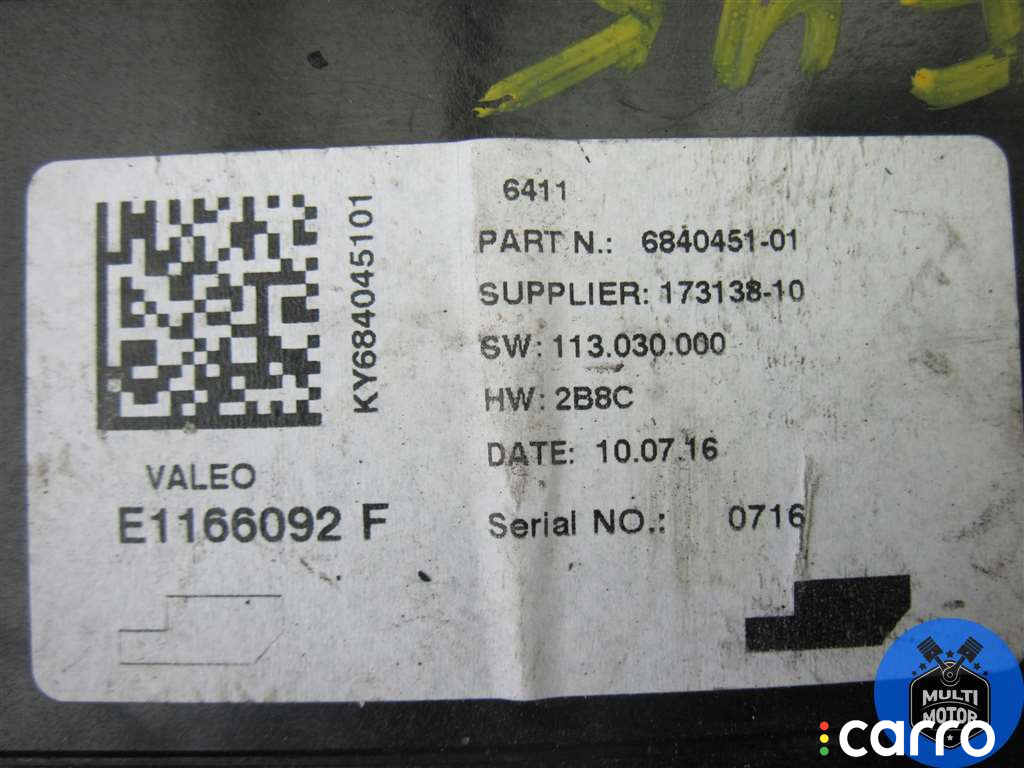 6411
PART N.: 6840451-01
SUPPLIER: 173138-10
SW: 113.030.000
HW: 2B8C
DATE: 10.07.16
Serial NO.: 0716
KY684045101
VALEO
E1166092 F
MULTI
MOTOR
carro